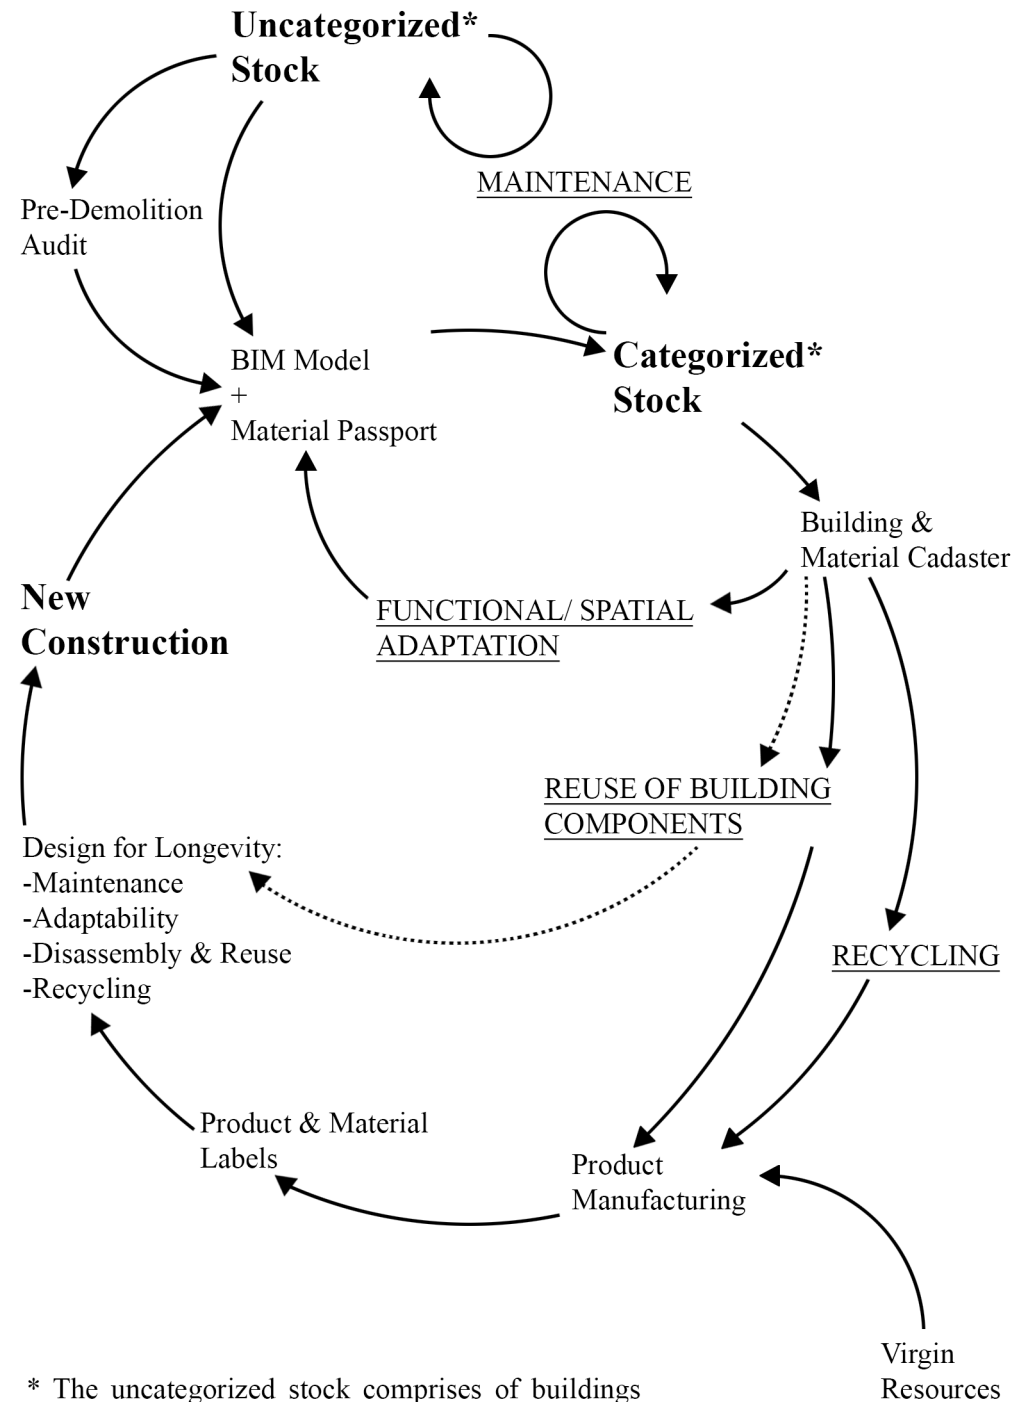 Uncategorized*
Stock
MAINTENANCE
Pre-Demolition
Audit
BIM Model
+
Material Passport
Categorized*
Stock
Building &
Material Cadaster
New
Construction
FUNCTIONAL/ SPATIAL
ADAPTATION
REUSE OF BUILDING
COMPONENTS
Design for Longevity:
-Maintenance
-Adaptability
-Disassembly & Reuse
-Recycling
RECYCLING
Product & Material
Labels
Product
Manufacturing
Virgin
Resources
* The uncategorized stock comprises of buildings